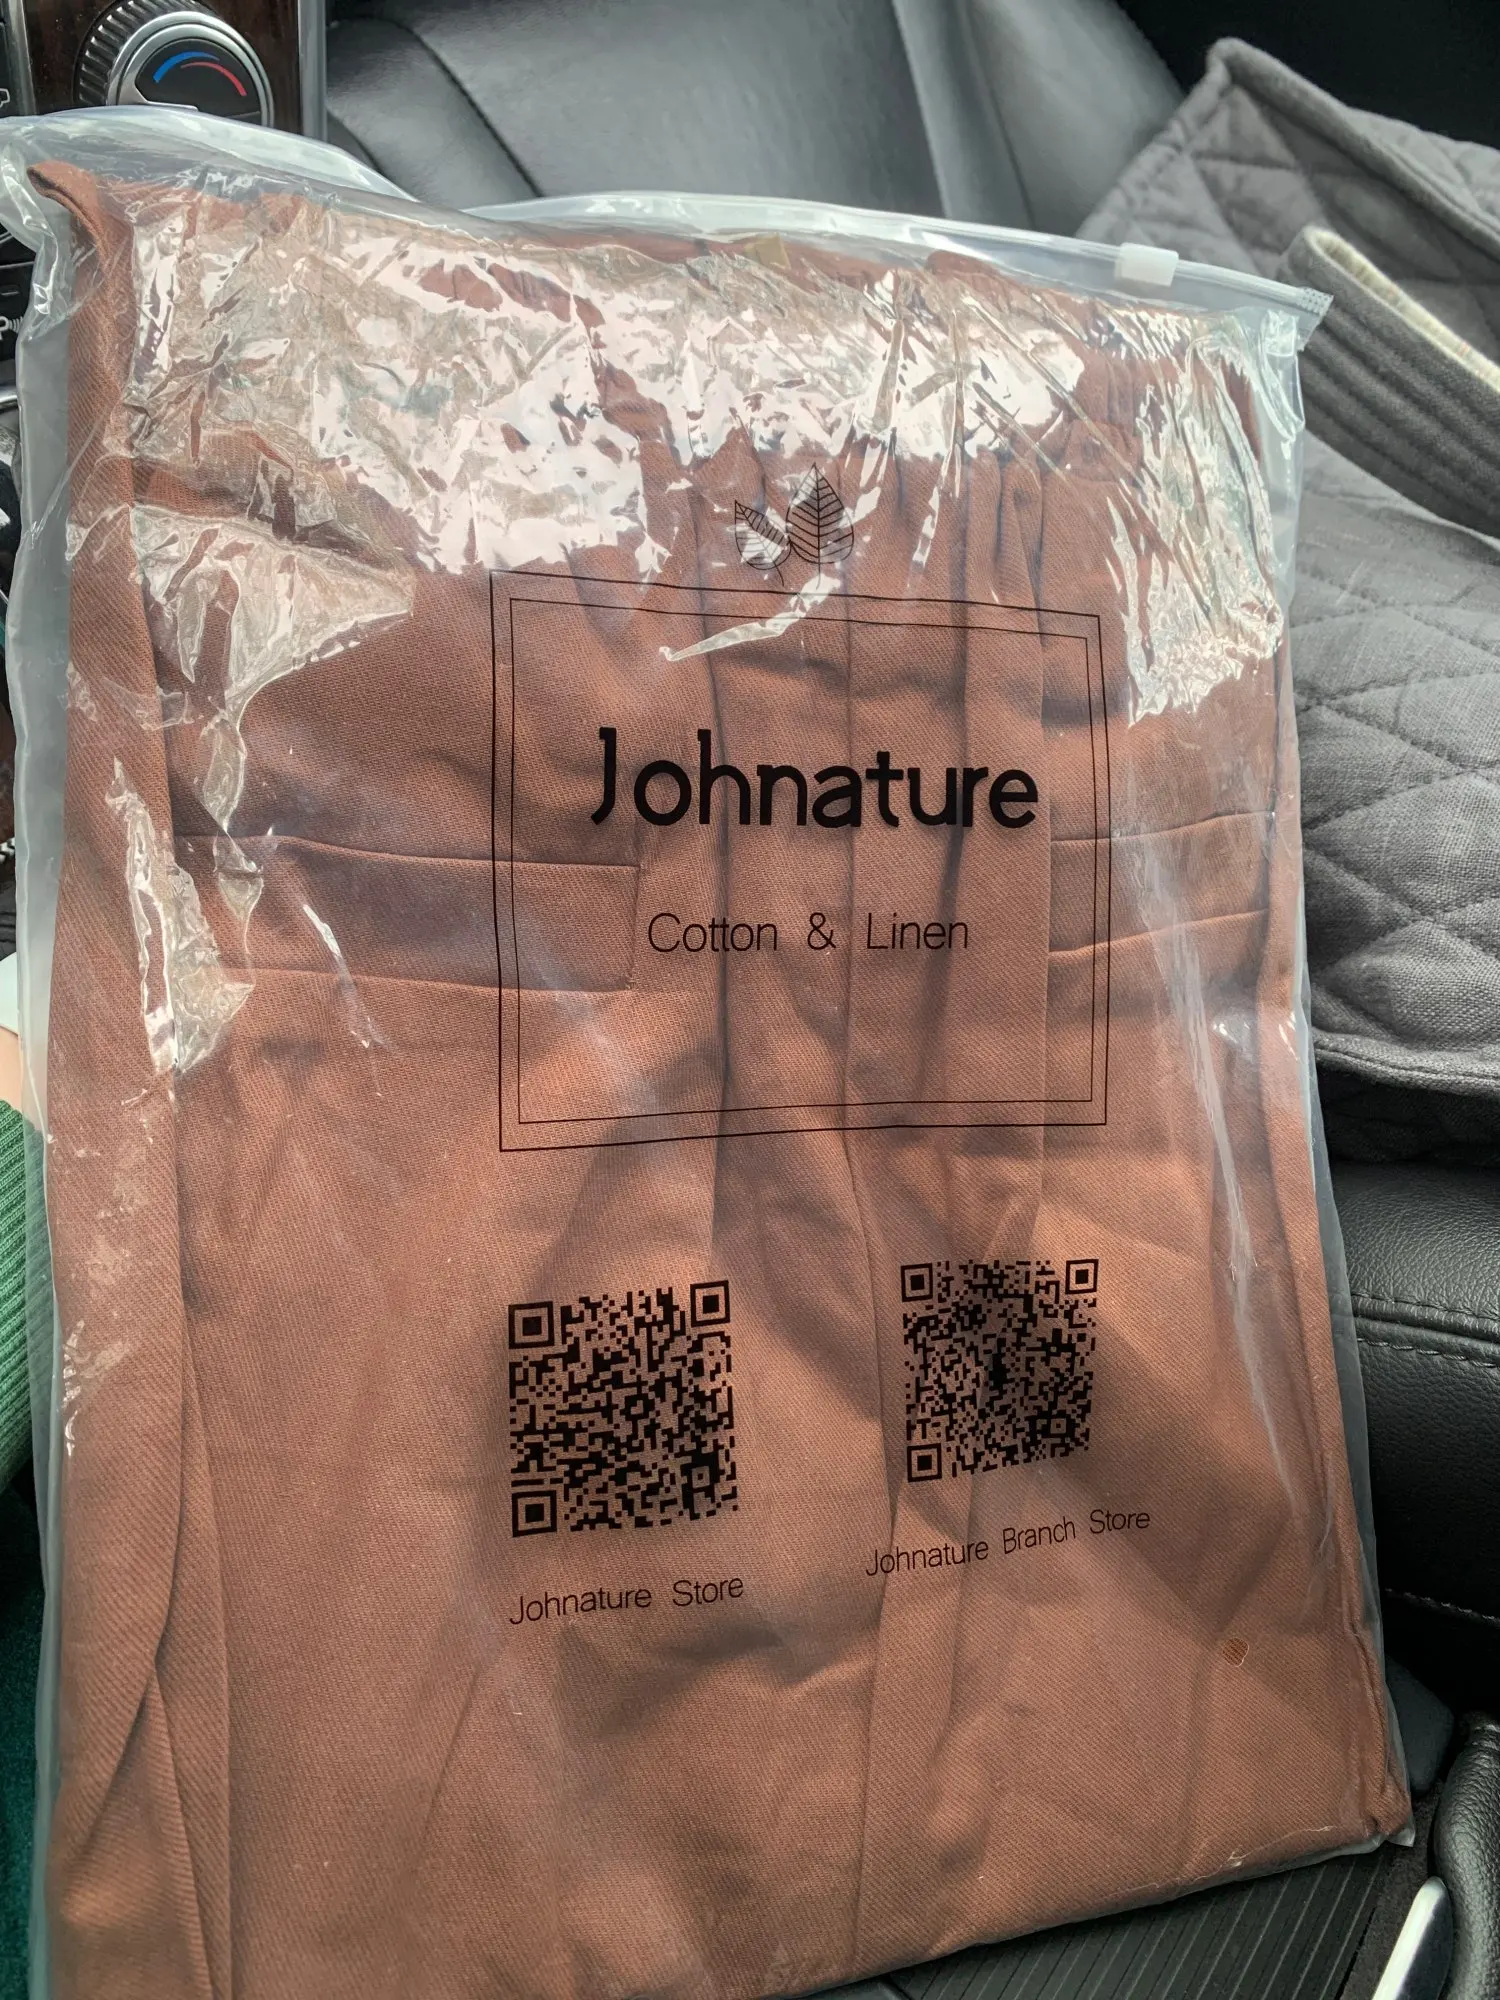 Johnature
Cotton & Linen
Johnature Store
Johnature Branch Store